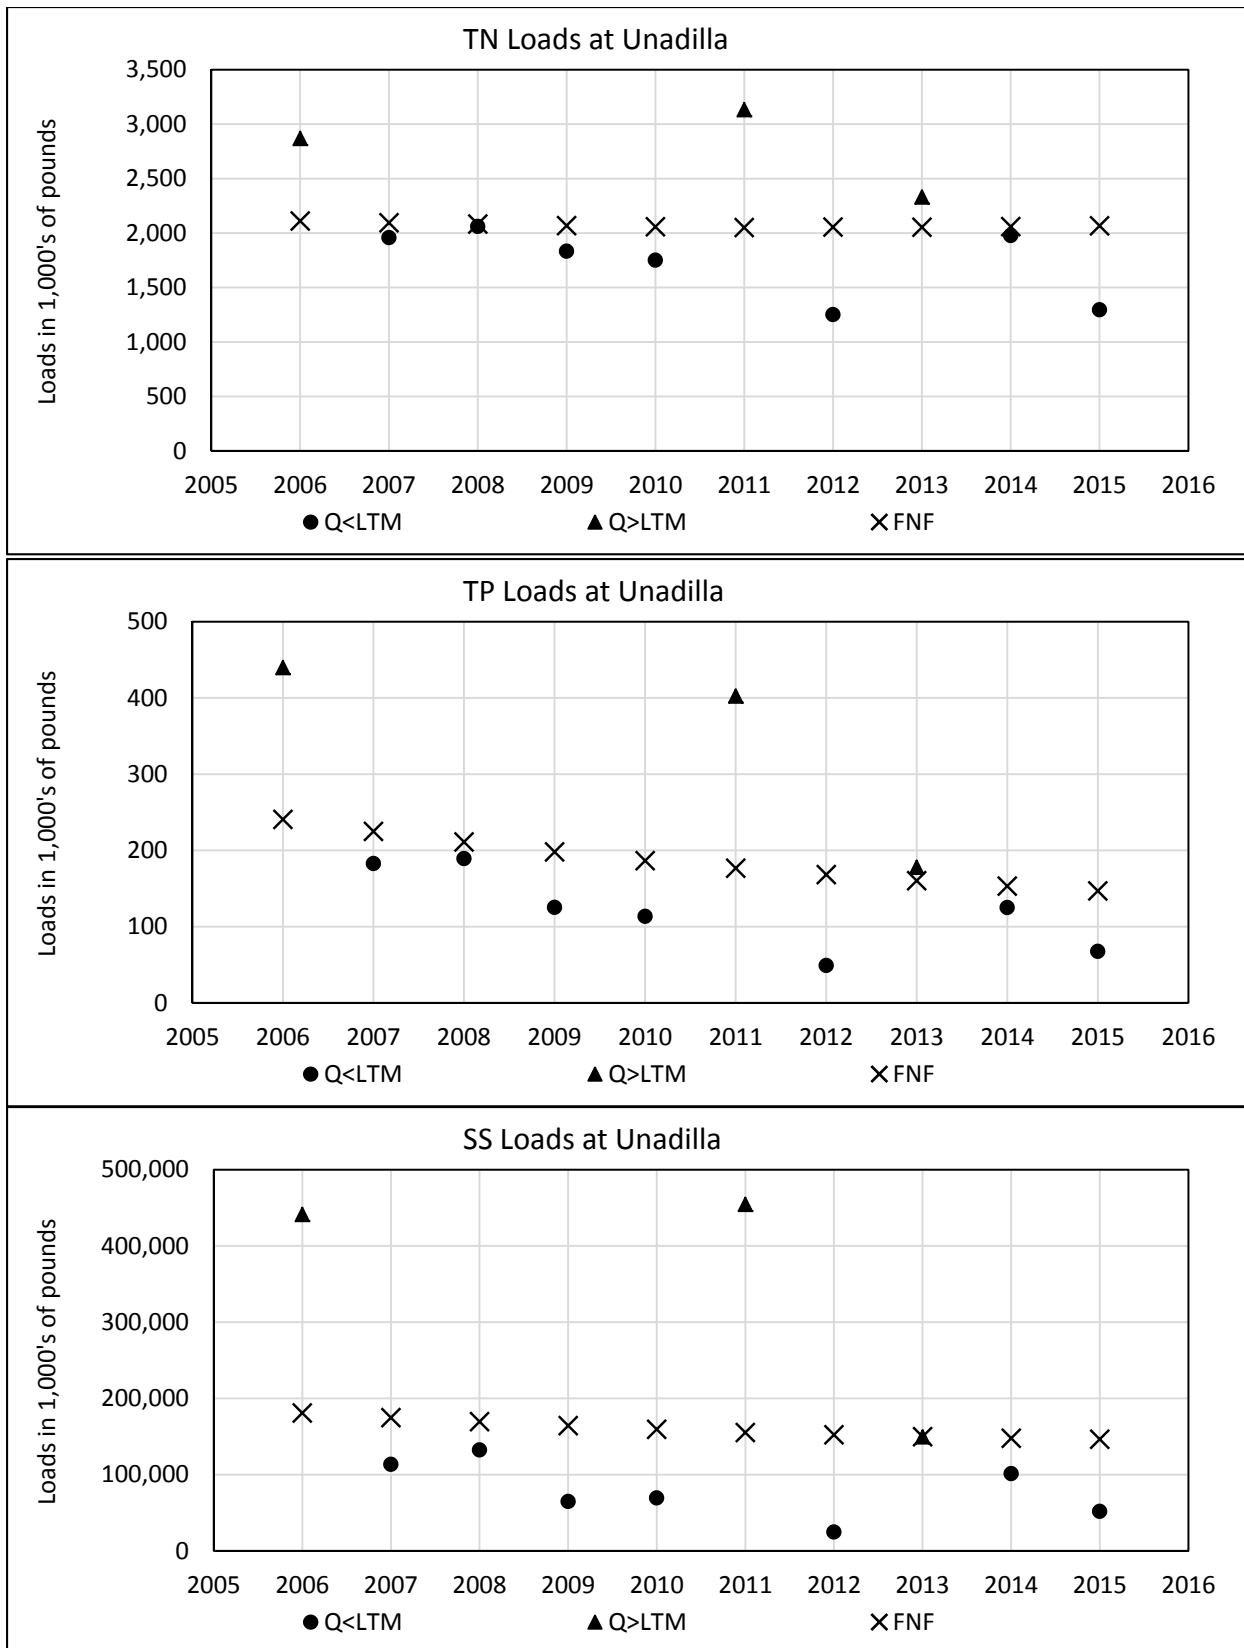 TN Loads at Unadilla
Loads in 1,000's of pounds
3,500
3,000
2,500
2,000
1,500
1,000
500
0
2005 2006 2007 2008 2009 2010 2011 2012 2013 2014 2015 2016
Q<LTM Q>LTM FNF
TP Loads at Unadilla
Loads in 1,000's of pounds
500
400
300
200
100
0
2005 2006 2007 2008 2009 2010 2011 2012 2013 2014 2015 2016
Q<LTM Q>LTM FNF
SS Loads at Unadilla
Loads in 1,000's of pounds
500,000
400,000
300,000
200,000
100,000
0
2005 2006 2007 2008 2009 2010 2011 2012 2013 2014 2015 2016
Q<LTM Q>LTM FNF